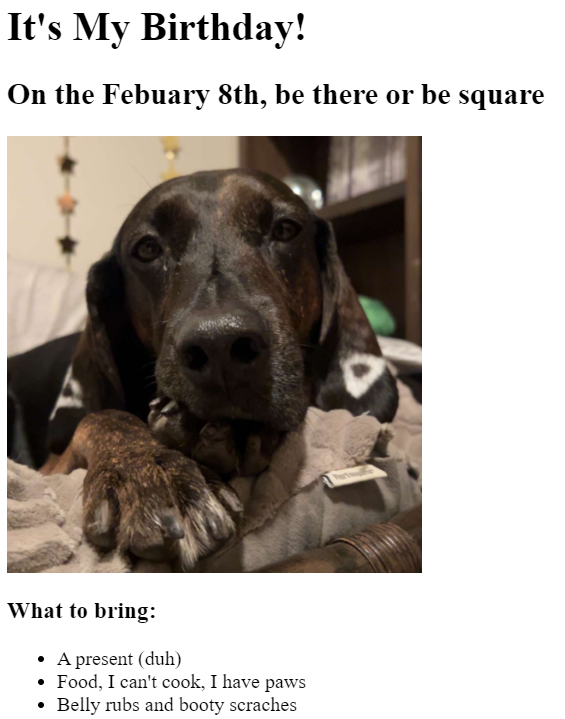 It's My Birthday!
On the Febuary 8th, be there or be square
What to bring:
A present (duh)
Food, I can't cook, I have paws
Belly rubs and booty scraches